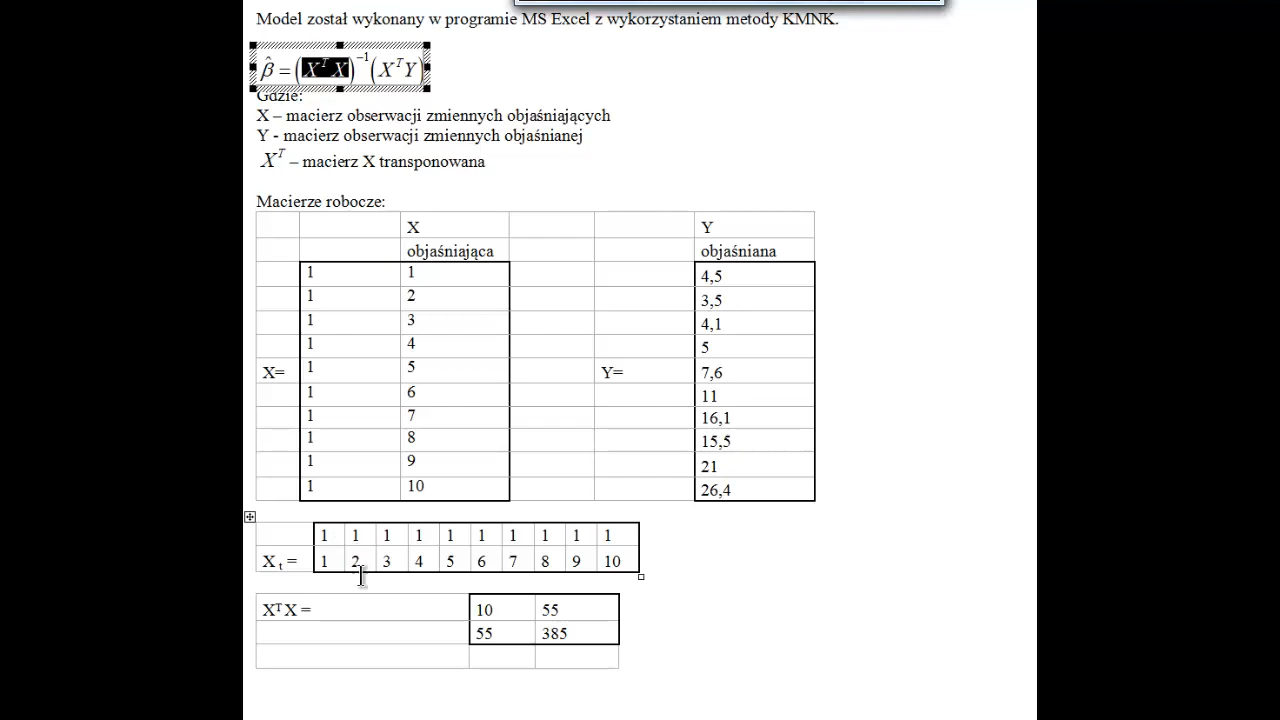 Model został wykonany w programie MS Excel z wykorzystaniem metody KMNK.
β̂ = (XᵀX)⁻¹(XᵀY)
Gdzie:
X – macierz obserwacji zmiennych objaśniających
Y - macierz obserwacji zmiennych objaśnianej
Xᵀ – macierz X transponowana
Macierze robocze:
X Y
objaśniająca objaśniana
1 1 4,5
1 2 3,5
1 3 4,1
1 4 5
X= 1 5 Y= 7,6
1 6 11
1 7 16,1
1 8 15,5
1 9 21
1 10 26,4
1 1 1 1 1 1 1 1 1 1
X t = 1 2 3 4 5 6 7 8 9 10
XᵀX = 10 55
55 385